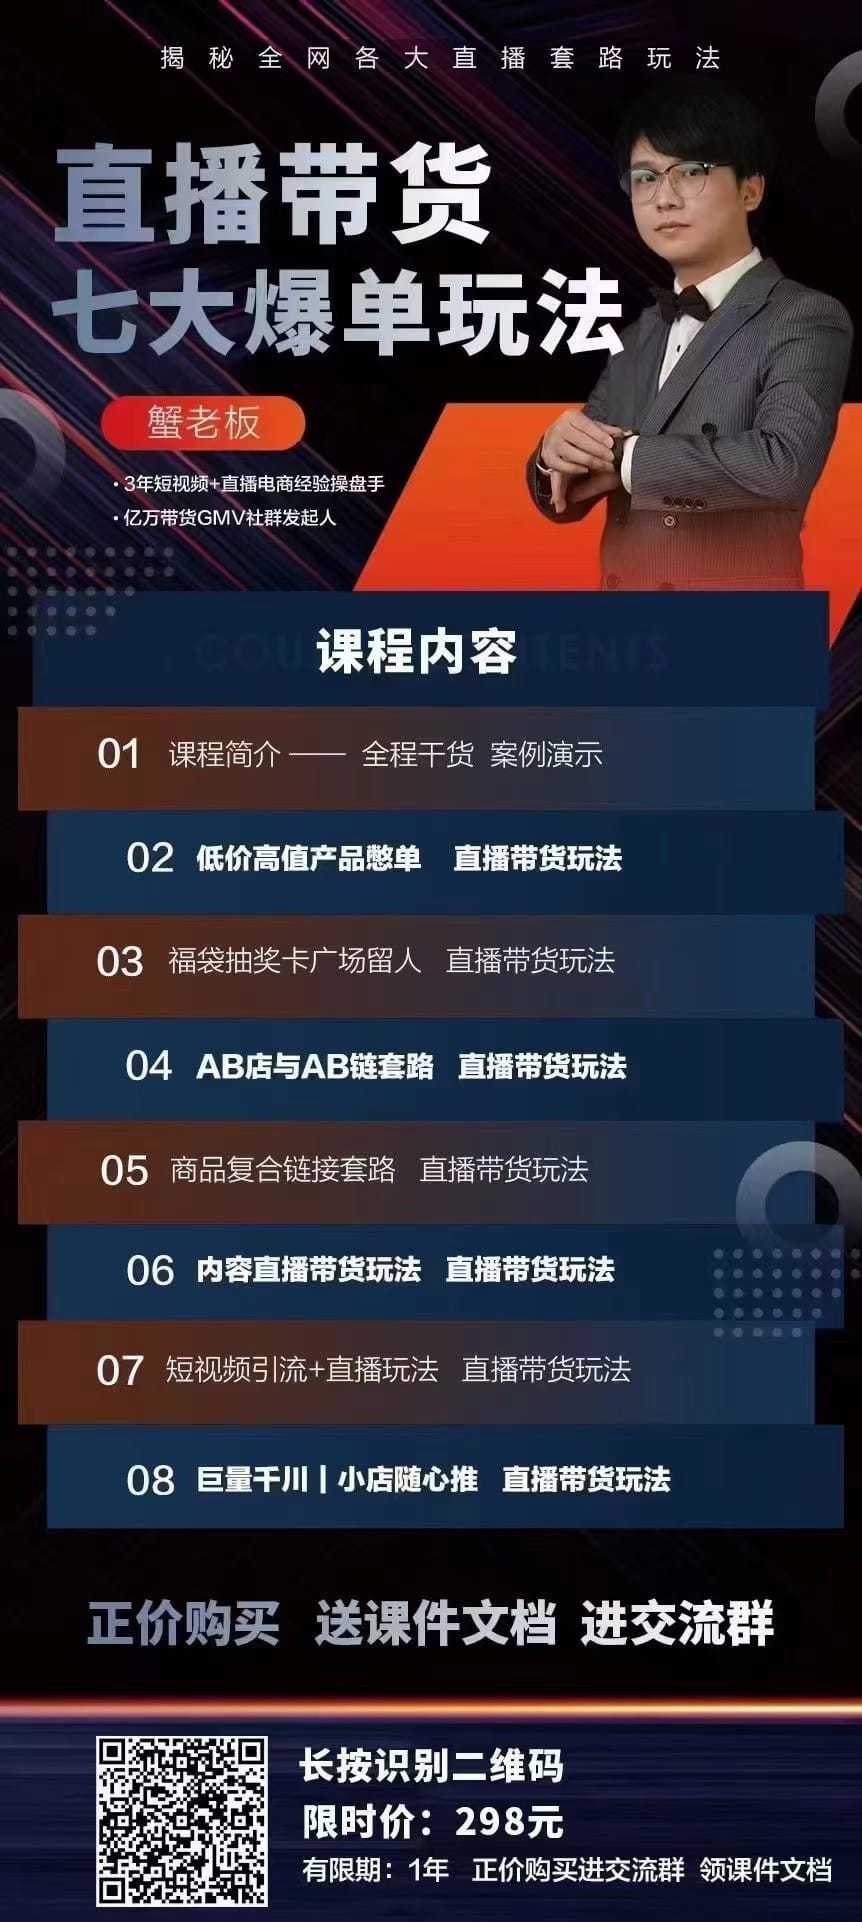 揭秘全网各大直播套路玩法
直播带货
七大爆单玩法
蟹老板
·3年短视频+直播电商经验操盘手
·亿万带货GMV社群发起人
课程内容
01 课程简介 —— 全程干货 案例演示
02 低价高值产品憋单 直播带货玩法
03 福袋抽奖卡广场留人 直播带货玩法
04 AB店与AB链套路 直播带货玩法
05 商品复合链接套路 直播带货玩法
06 内容直播带货玩法 直播带货玩法
07 短视频引流+直播玩法 直播带货玩法
08 巨量千川|小店随心推 直播带货玩法
正价购买 送课件文档 进交流群
长按识别二维码
限时价：298元
有限期：1年 正价购买进交流群 领课件文档